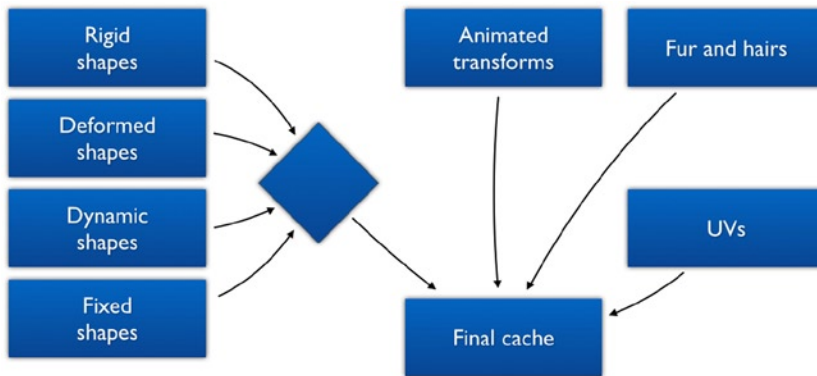 Rigid
shapes
Deformed
shapes
Dynamic
shapes
Fixed
shapes
Animated
transforms
Fur and hairs
UVs
Final cache